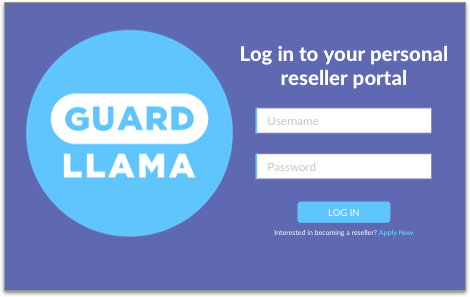 GUARD
LLAMA
Log in to your personal
reseller portal
Username
Password
LOG IN
Interested in becoming a reseller? Apply Now